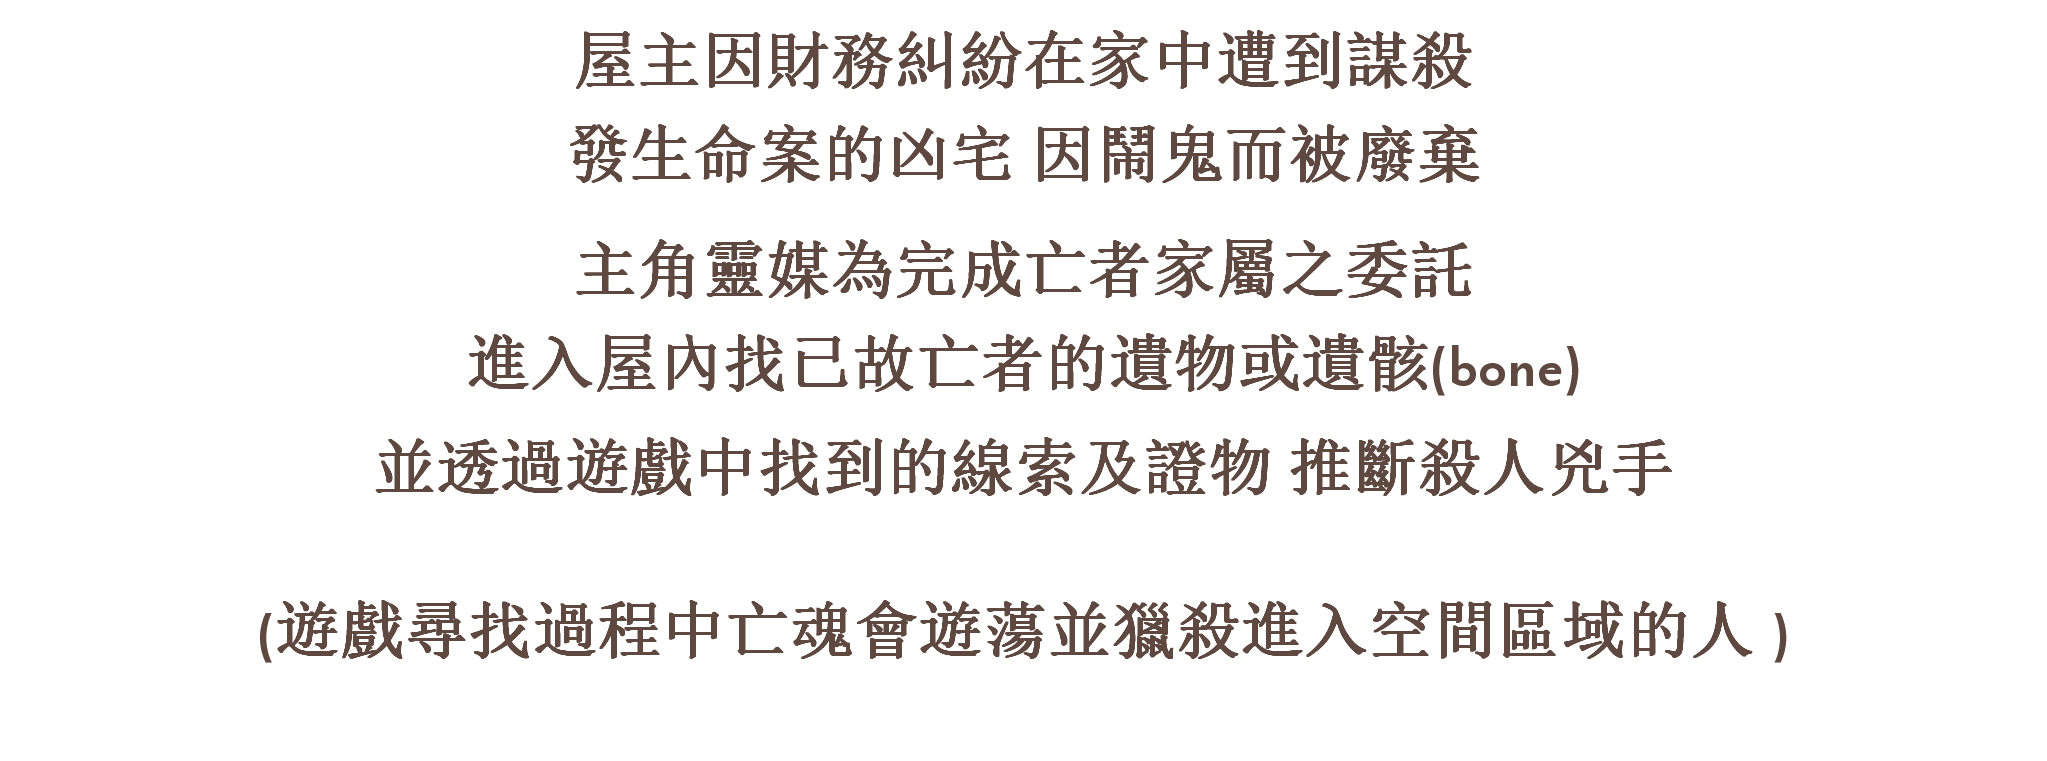 屋主因財務糾紛在家中遭到謀殺
發生命案的凶宅 因鬧鬼而被廢棄
主角靈媒為完成亡者家屬之委託
進入屋內找已故亡者的遺物或遺骸(bone)
並透過遊戲中找到的線索及證物 推斷殺人兇手
(遊戲尋找過程中亡魂會遊蕩並獵殺進入空間區域的人 )